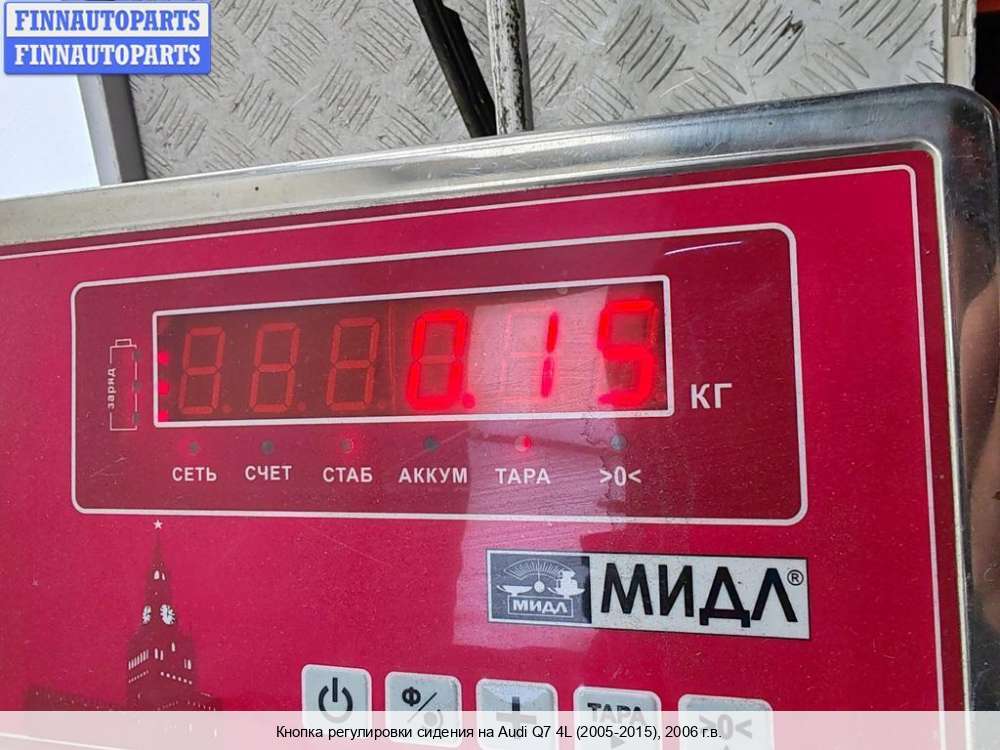 FINNAUTOPARTS
FINNAUTOPARTS
заряд
0.15
КГ
СЕТЬ СЧЕТ СТАБ АККУМ ТАРА >0<
МИДЛ
МИДЛ®
Ф/
+
ТАРА
>0<
Кнопка регулировки сидения на Audi Q7 4L (2005-2015), 2006 г.в.